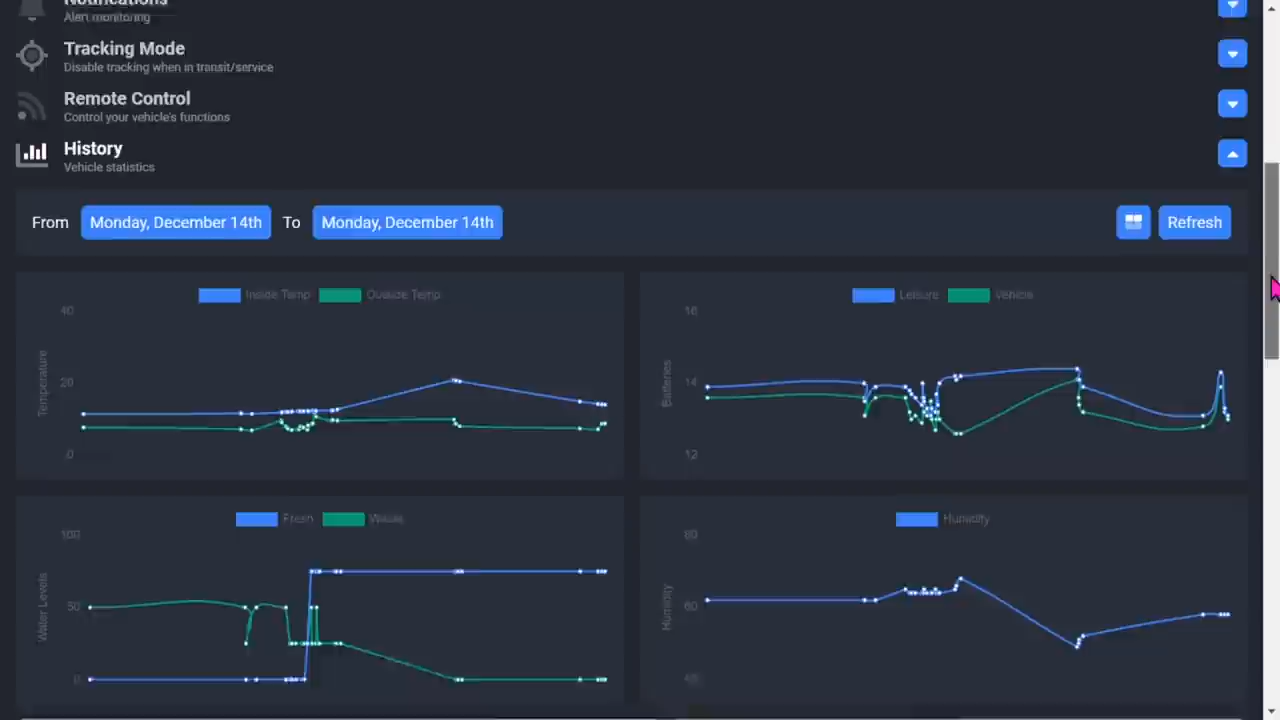 Notifications
Alert monitoring
Tracking Mode
Disable tracking when in transit/service
Remote Control
Control your vehicle's functions
History
Vehicle statistics
From Monday, December 14th To Monday, December 14th Refresh
Inside Temp Outside Temp
40
Temperature
20
0
Leisure Vehicle
16
Batteries
14
12
Fresh Waste
100
Water Levels
50
0
Humidity
80
Humidity
60
40